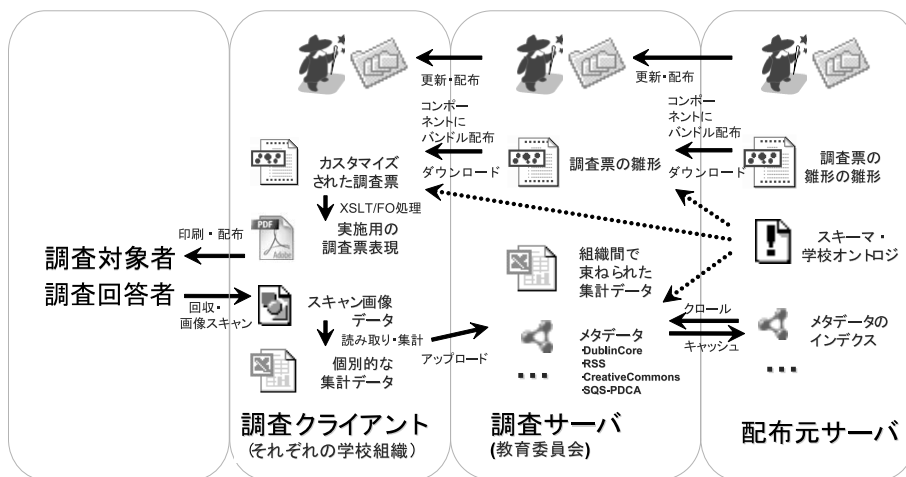 更新・配布
更新・配布
コンポー
ネントに
バンドル配布
コンポー
ネントに
バンドル配布
カスタマイズ
された調査票
ダウンロード
調査票の雛形
ダウンロード
調査票の
雛形の雛形
XSLT/FO処理
印刷・配布
PDF
Adobe
実施用の
調査票表現
スキーマ・
学校オントロジ
調査対象者
調査回答者
組織間で
束ねられた
集計データ
回収・
画像スキャン
スキャン画像
データ
クロール
読み取り・集計
アップロード
メタデータ
・DublinCore
・RSS
・CreativeCommons
・SQS-PDCA
キャッシュ
メタデータの
インデクス
個別的な
集計データ
...
...
調査クライアント
(それぞれの学校組織)
調査サーバ
(教育委員会)
配布元サーバ